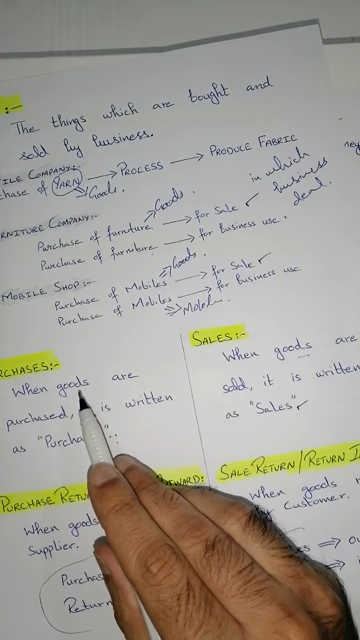 :-
The things which are bought and
sold by business.
TILE COMPANY:-
chase of YARN → PROCESS → PRODUCE FABRIC
Goods.
in which
business
deal.
RNITURE COMPANY:-
Goods.
Purchase of furniture → for Sale ✓
Purchase of furniture → for Business use.
MOBILE SHOP:-
Goods.
Purchase of Mobiles → for Sale ✓
Purchase of Mobiles → for Business use
RCHASES:-
When goods are
purchased, is written
as "Purcha
SALES:-
When goods are
sold, it is written
as "Sales"
PURCHASE RETU
When goods
supplier.
Purchas
Return
SALE RETURN/RETURN I
When goods
by customer.